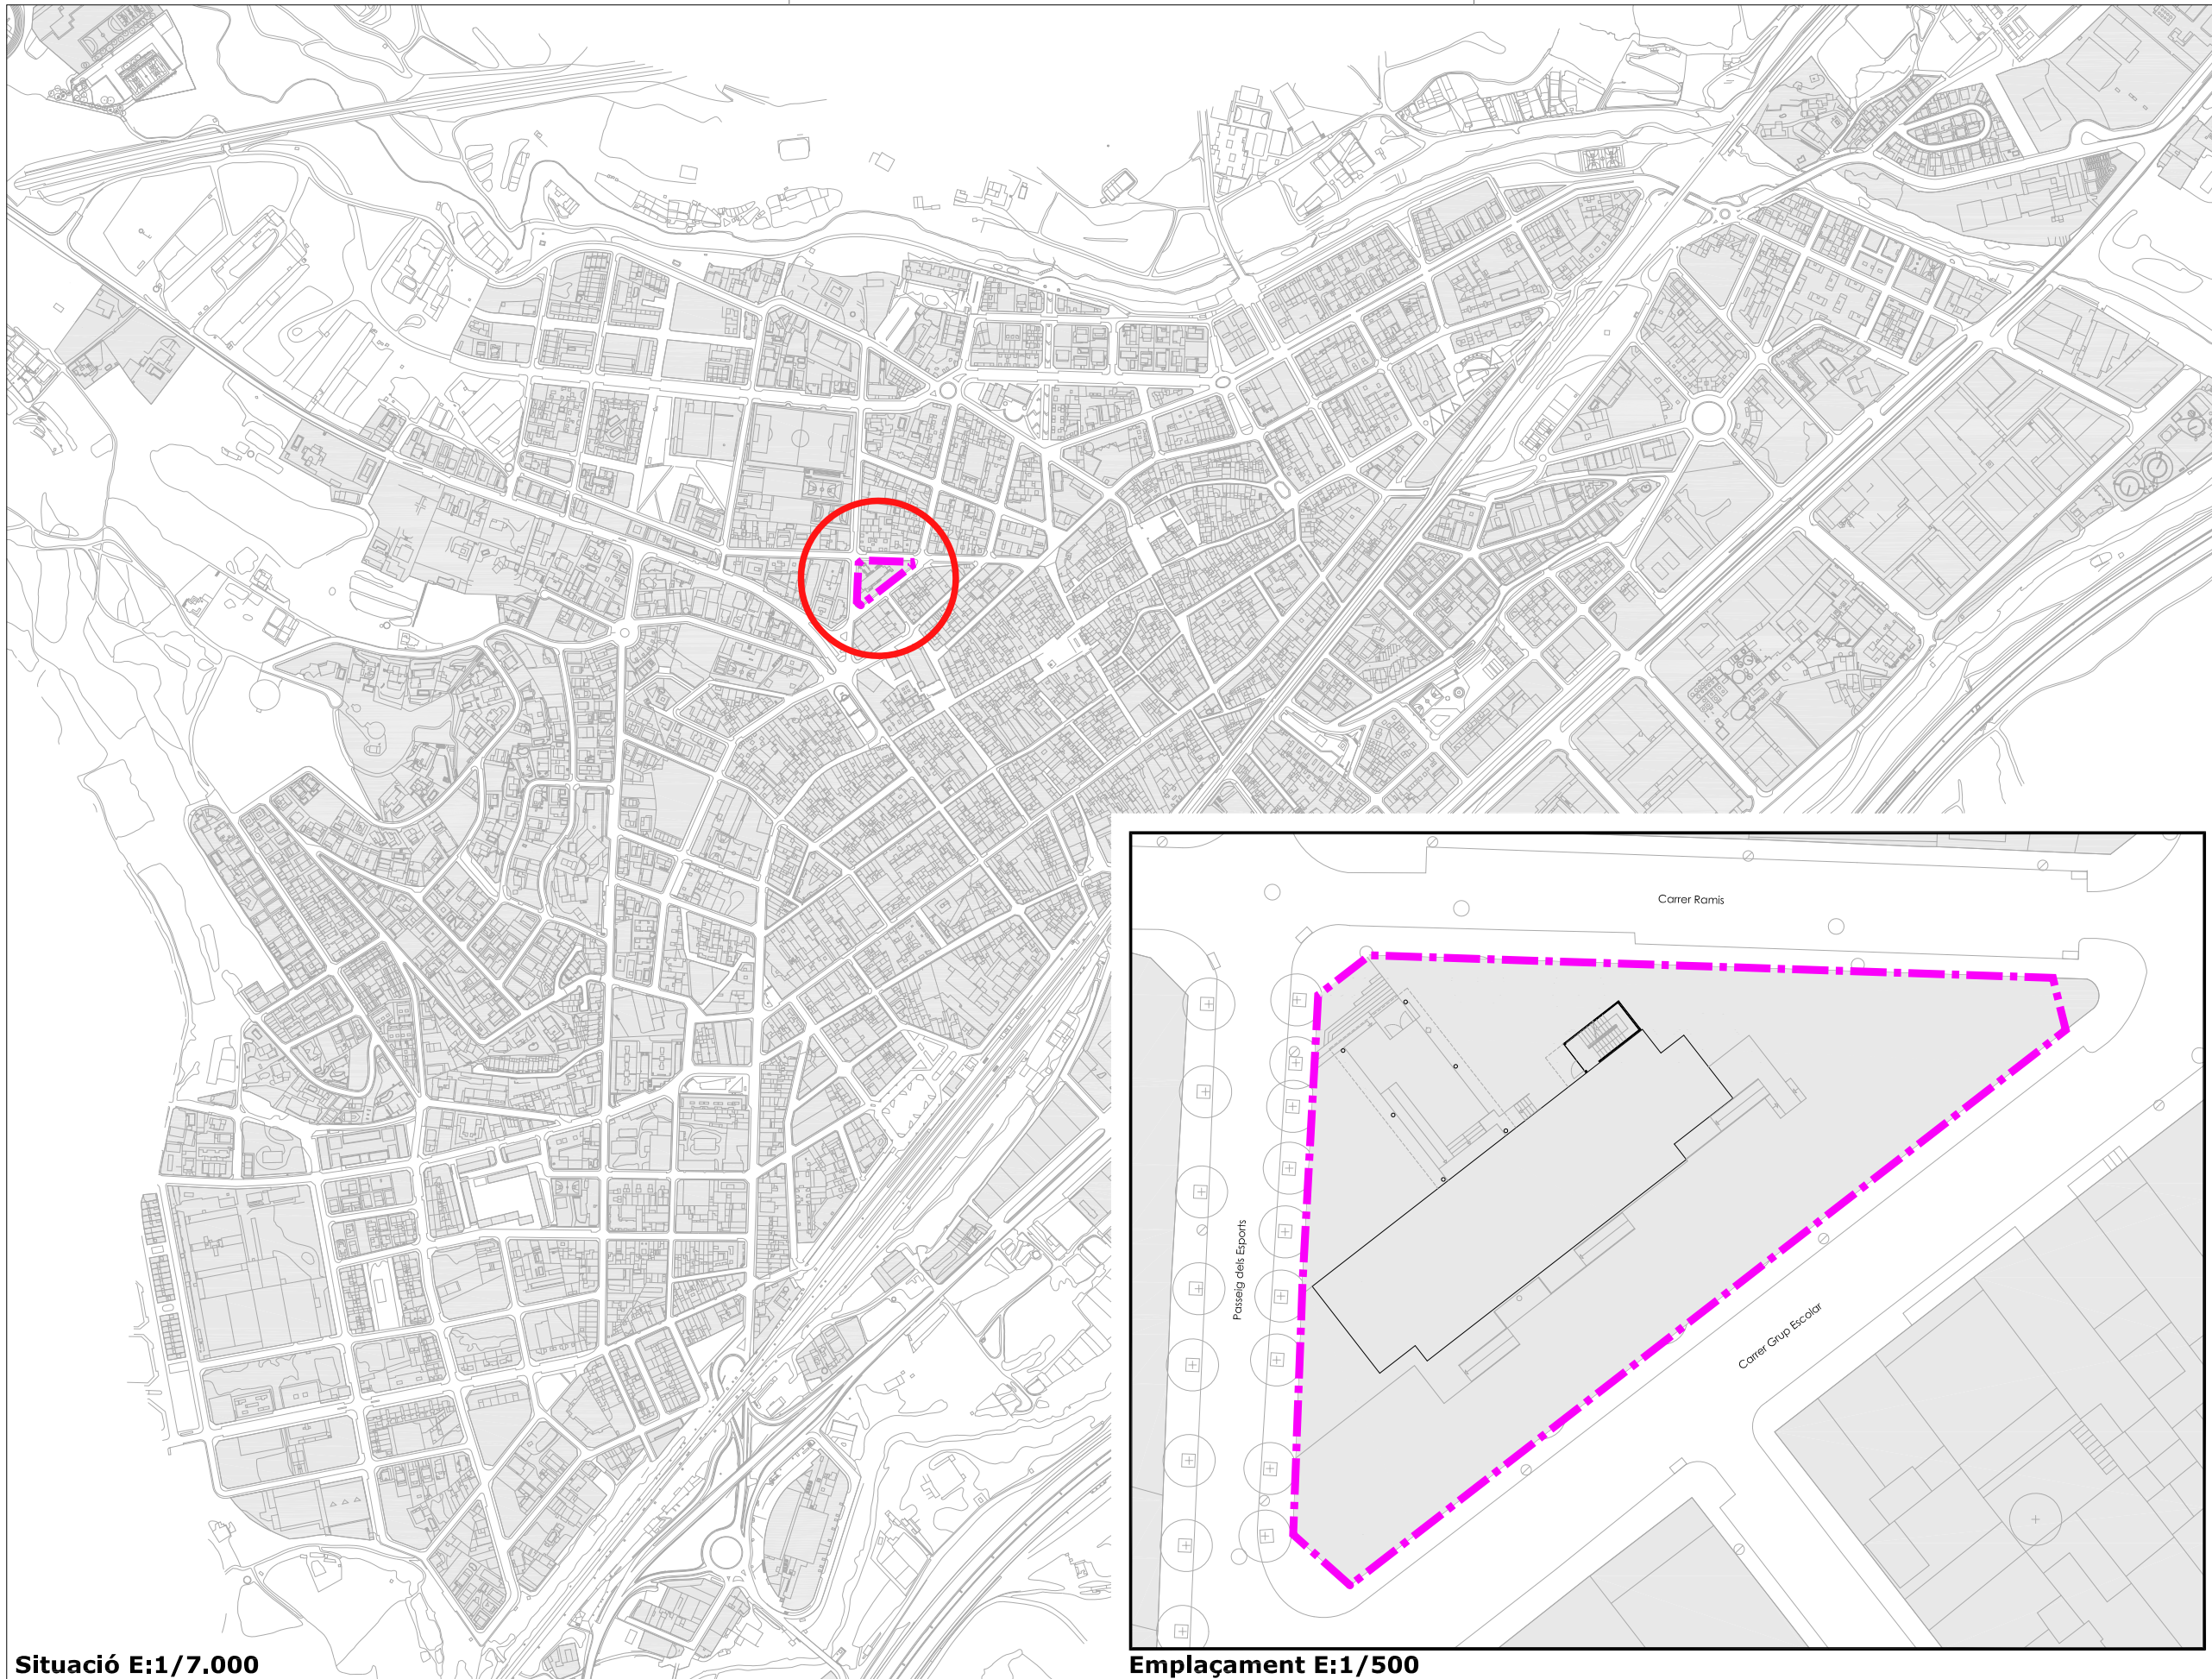 Carrer Ramis
Passeig dels Esports
Carrer Grup Escolar
Situació E:1/7.000
Emplaçament E:1/500